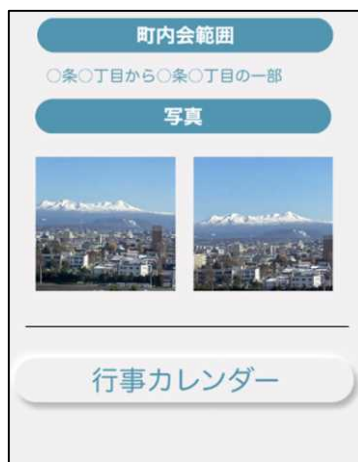 町内会範囲
○条○丁目から○条○丁目の一部
写真
行事カレンダー